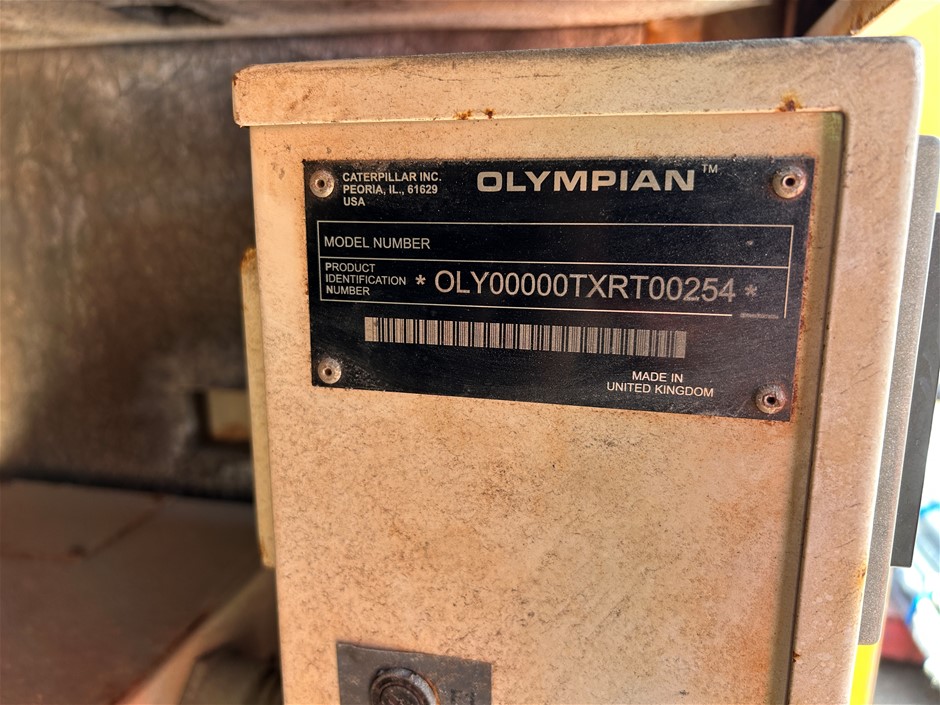 CATERPILLAR INC.
PEORIA, IL., 61629
USA
OLYMPIAN™
MODEL NUMBER
PRODUCT
IDENTIFICATION
NUMBER
* OLY00000TXRT00254 *
MADE IN
UNITED KINGDOM